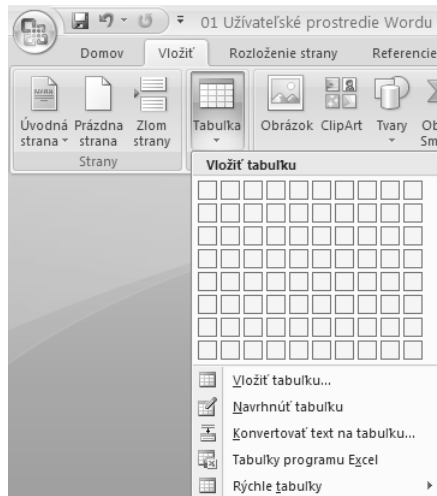 01 Užívateľské prostredie Wordu
Domov Vložiť Rozloženie strany Referencie
Úvodná strana
Prázdna strana
Zlom strany
Tabuľka
Obrázok
ClipArt
Tvary
Strany
Vložiť tabuľku
Vložiť tabuľku...
Navrhnúť tabuľku
Konvertovať text na tabuľku...
Tabuľky programu Excel
Rýchle tabuľky